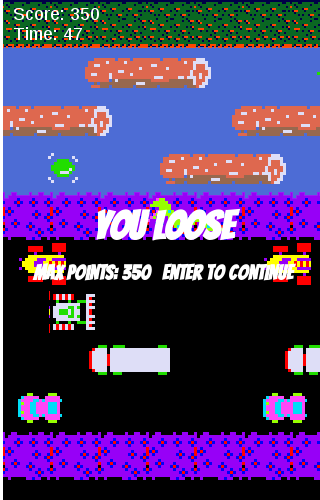 Score: 350
Time: 47
YOU LOOSE
MAX POINTS: 350 ENTER TO CONTINUE